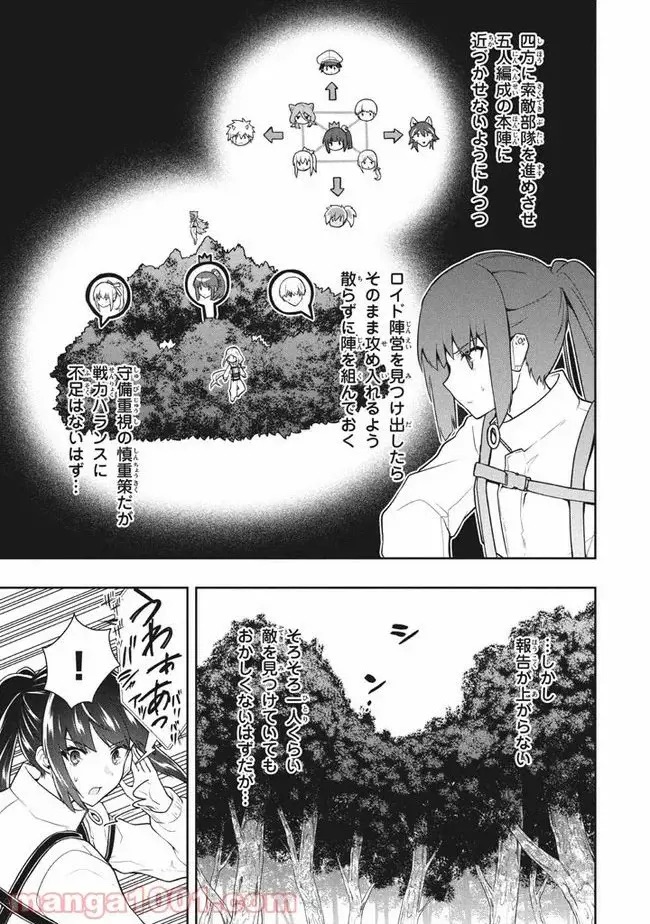 四方に索敵部隊を進めさせ
五人編成の本陣に
近づかせないようにしつつ
ロイド陣営を見つけ出したら
そのまま攻め入れるよう
散らずに陣を組んでおく
守備重視の慎重策だが
戦力バランスに
不足はないはず…
…しかし
報告が上がらない
そろそろ一人くらい
敵を見つけていても
おかしくないはずだが…
うわあぁあっ
！
manga1001.com